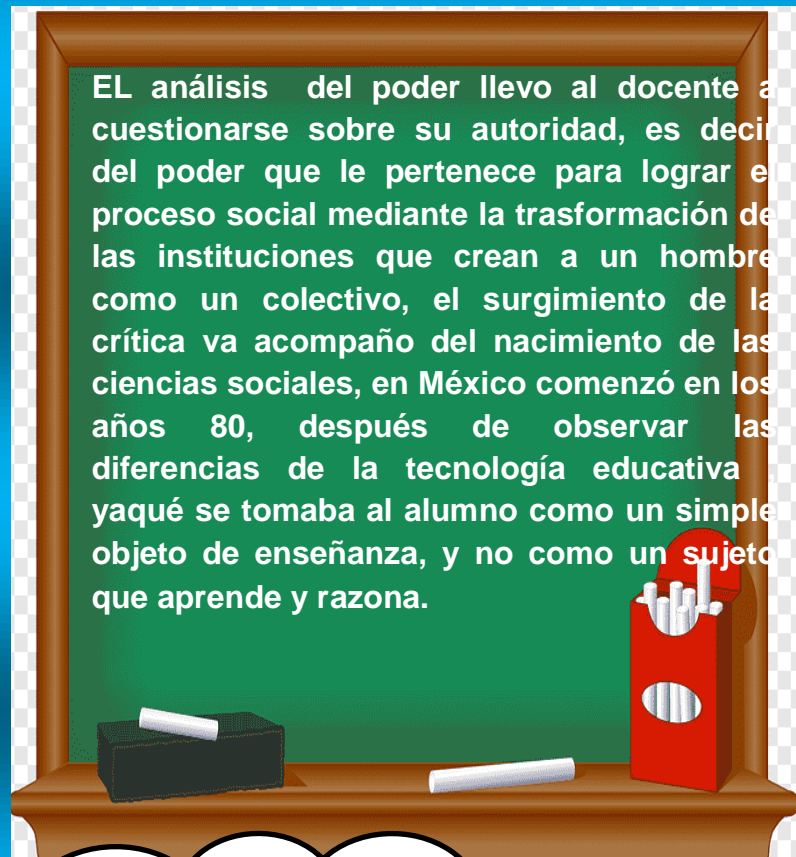 EL análisis del poder llevo al docente a
cuestionarse sobre su autoridad, es decir
del poder que le pertenece para lograr el
proceso social mediante la trasformación de
las instituciones que crean a un hombre
como un colectivo, el surgimiento de la
crítica va acompaño del nacimiento de las
ciencias sociales, en México comenzó en los
años 80, después de observar las
diferencias de la tecnología educativa ,
yaqué se tomaba al alumno como un simple
objeto de enseñanza, y no como un sujeto
que aprende y razona.